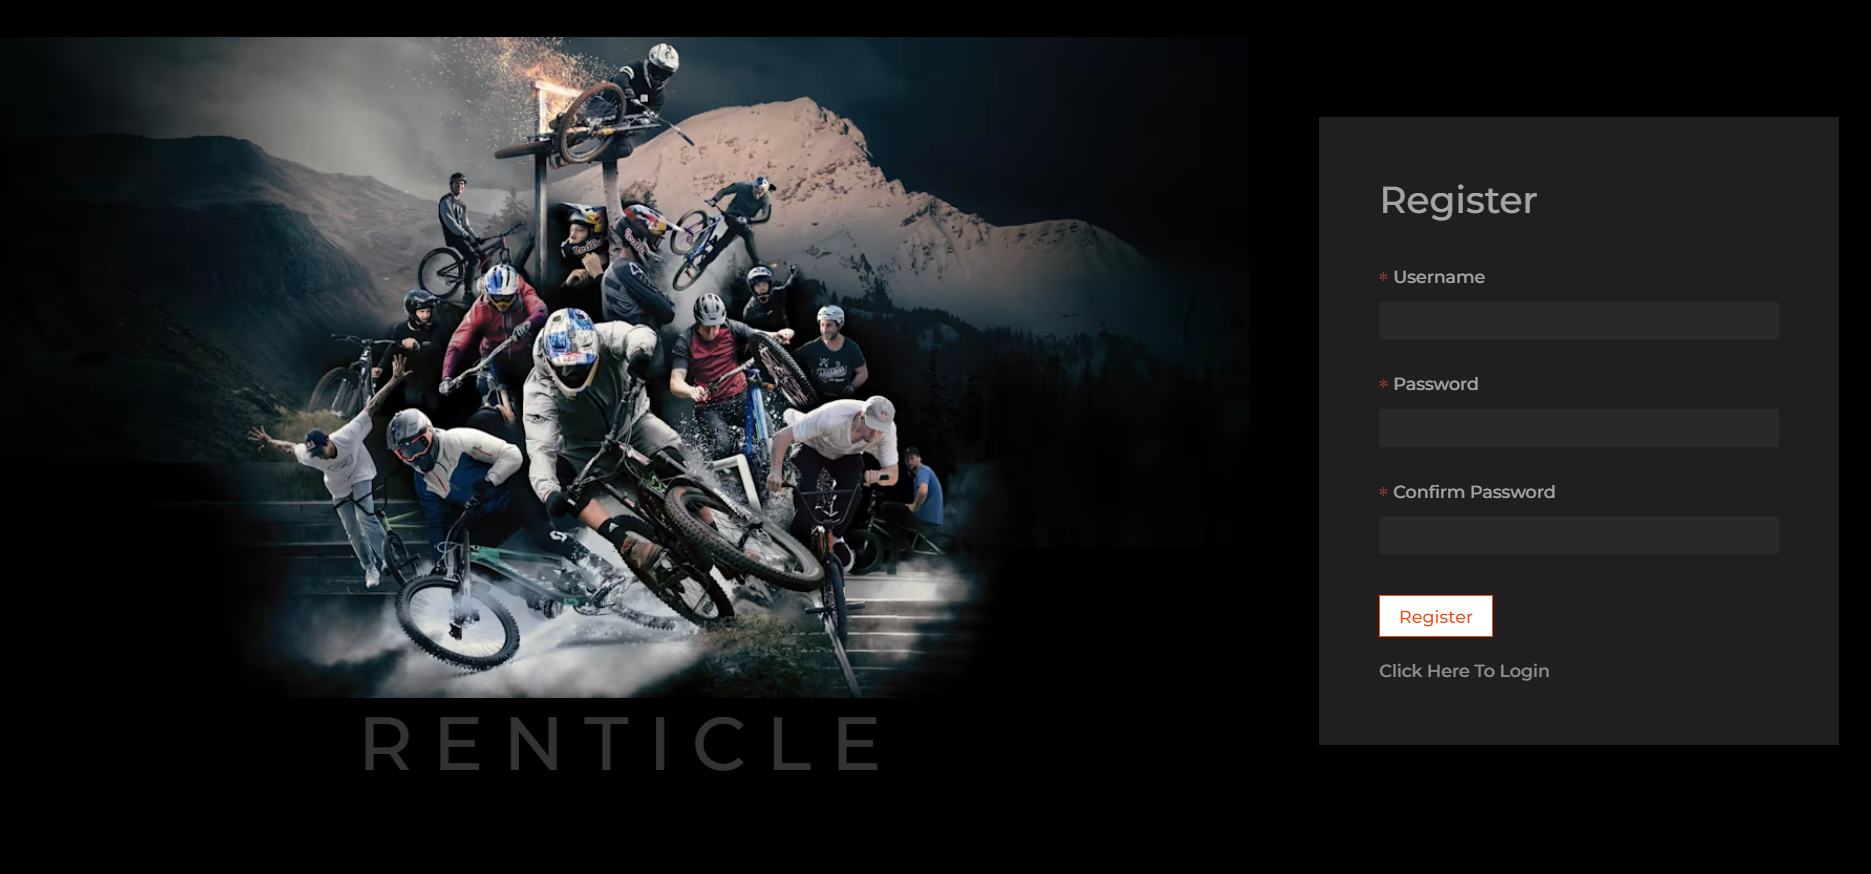 RENTICLE
Register
* Username
* Password
* Confirm Password
Register
Click Here To Login